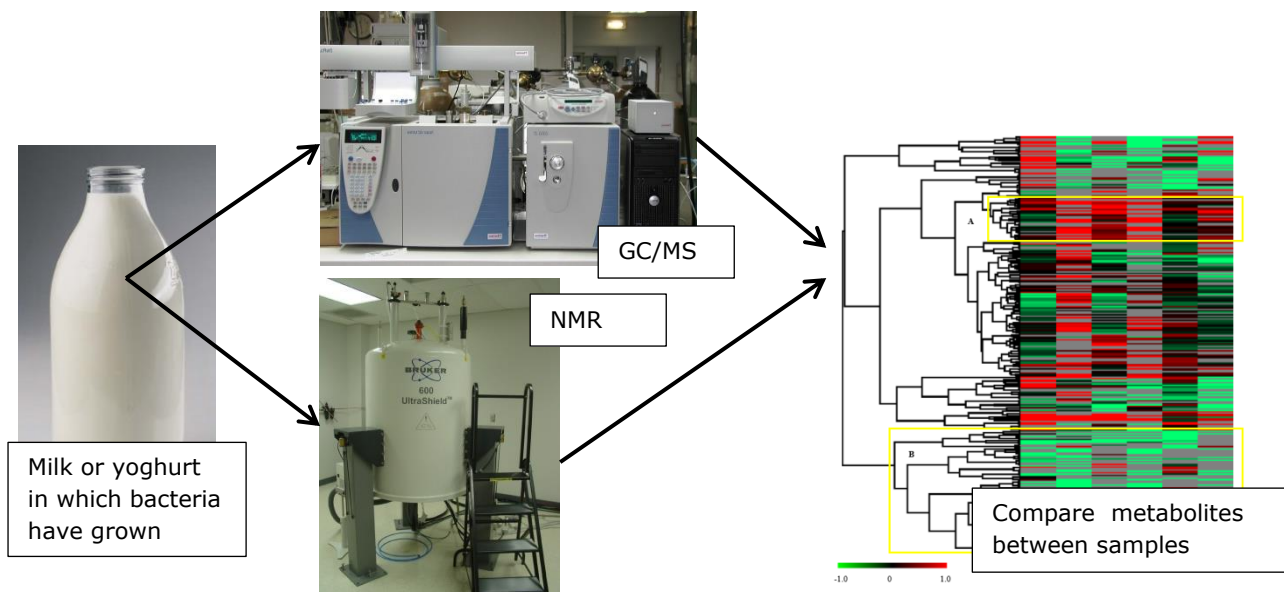 GC/MS
NMR
BRUKER
600
UltraShield™
Milk or yoghurt
in which bacteria
have grown
A
B
Compare metabolites
between samples
-1.0
0
1.0